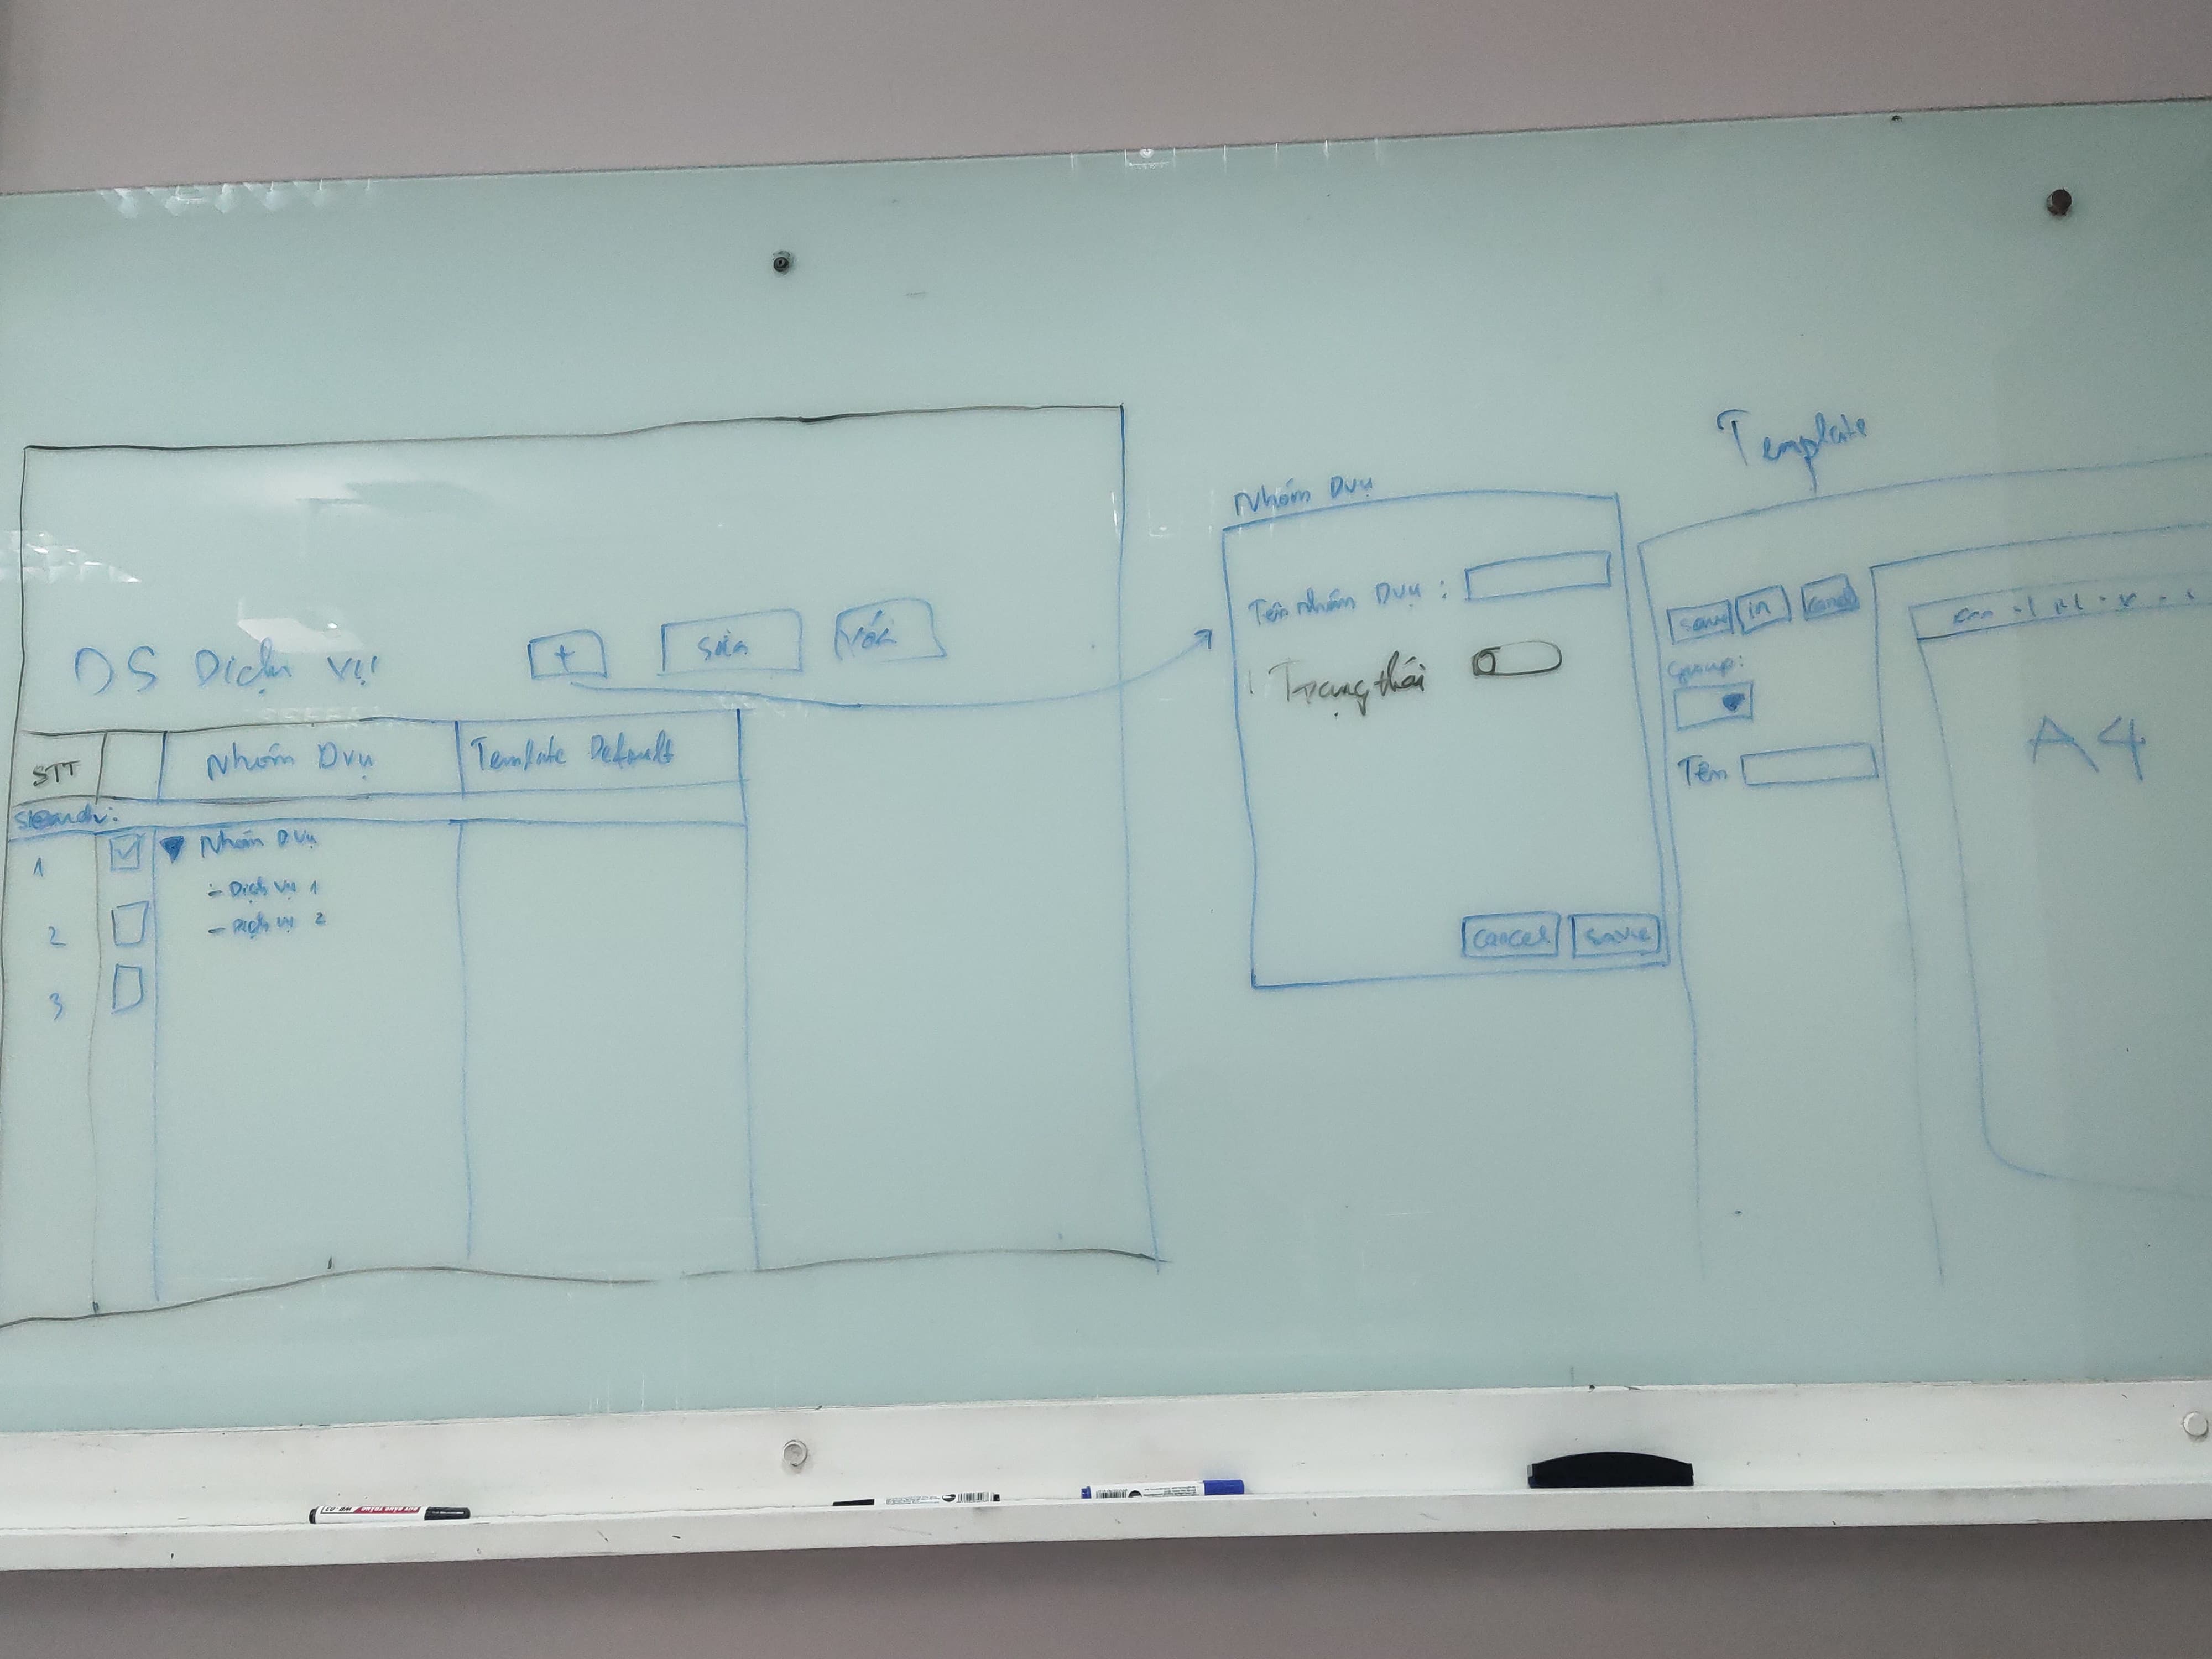 DS Dịch vụ
+
sửa
xóa
STT
Nhóm Dvụ
Template Default
Search:
1
Nhóm Dvụ
- Dịch vụ 1
2
- Dịch vụ 2
3
Nhóm Dvụ
Tên nhóm Dvụ :
Trạng thái
cancel
save
Template
save
in
cancel
Group:
Tên
A4